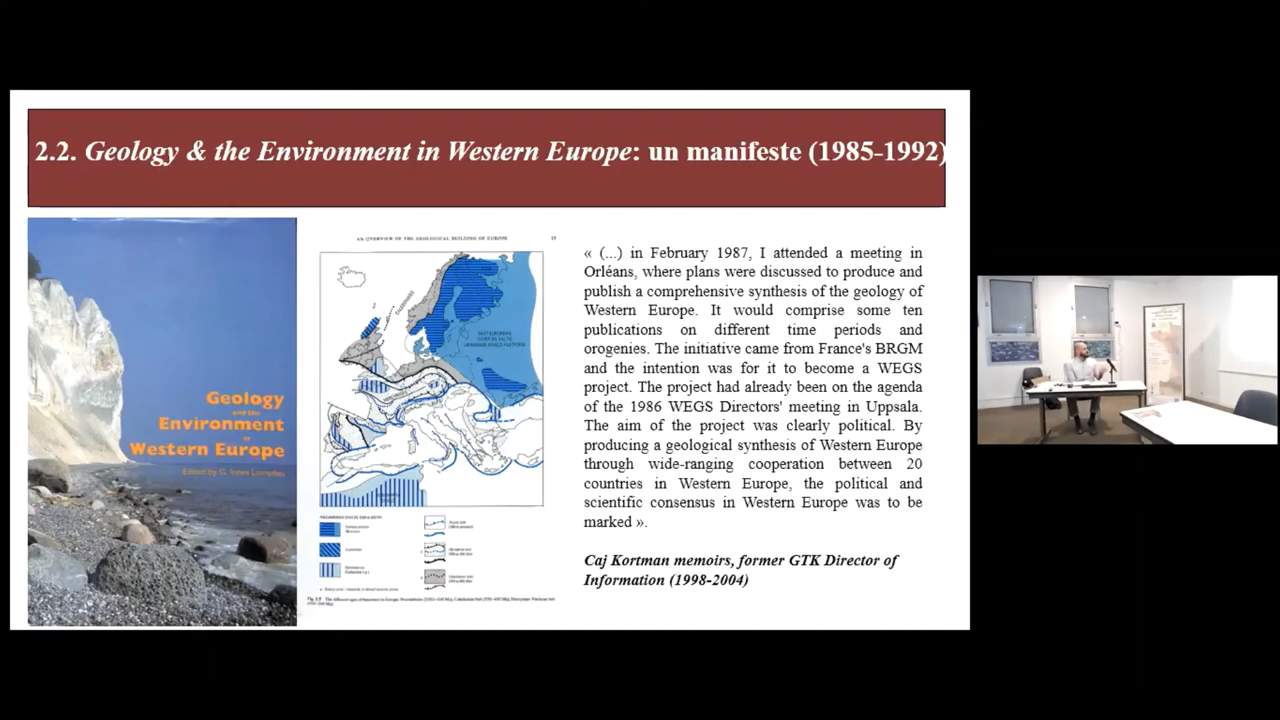 2.2. Geology & the Environment in Western Europe: un manifeste (1985-1992)
Geology
and the
Environment
in
Western Europe
Edited by G. Innes Lumsden
AN OVERVIEW OF THE GEOLOGICAL BUILDING OF EUROPE
« (...) in February 1987, I attended a meeting in
Orléans, where plans were discussed to produce and
publish a comprehensive synthesis of the geology of
Western Europe. It would comprise some ten
publications on different time periods and
orogenies. The initiative came from France's BRGM
and the intention was for it to become a WEGS
project. The project had already been on the agenda
of the 1986 WEGS Directors' meeting in Uppsala.
The aim of the project was clearly political. By
producing a geological synthesis of Western Europe
through wide-ranging cooperation between 20
countries in Western Europe, the political and
scientific consensus in Western Europe was to be
marked ».
Caj Kortman memoirs, former GTK Director of
Information (1998-2004)